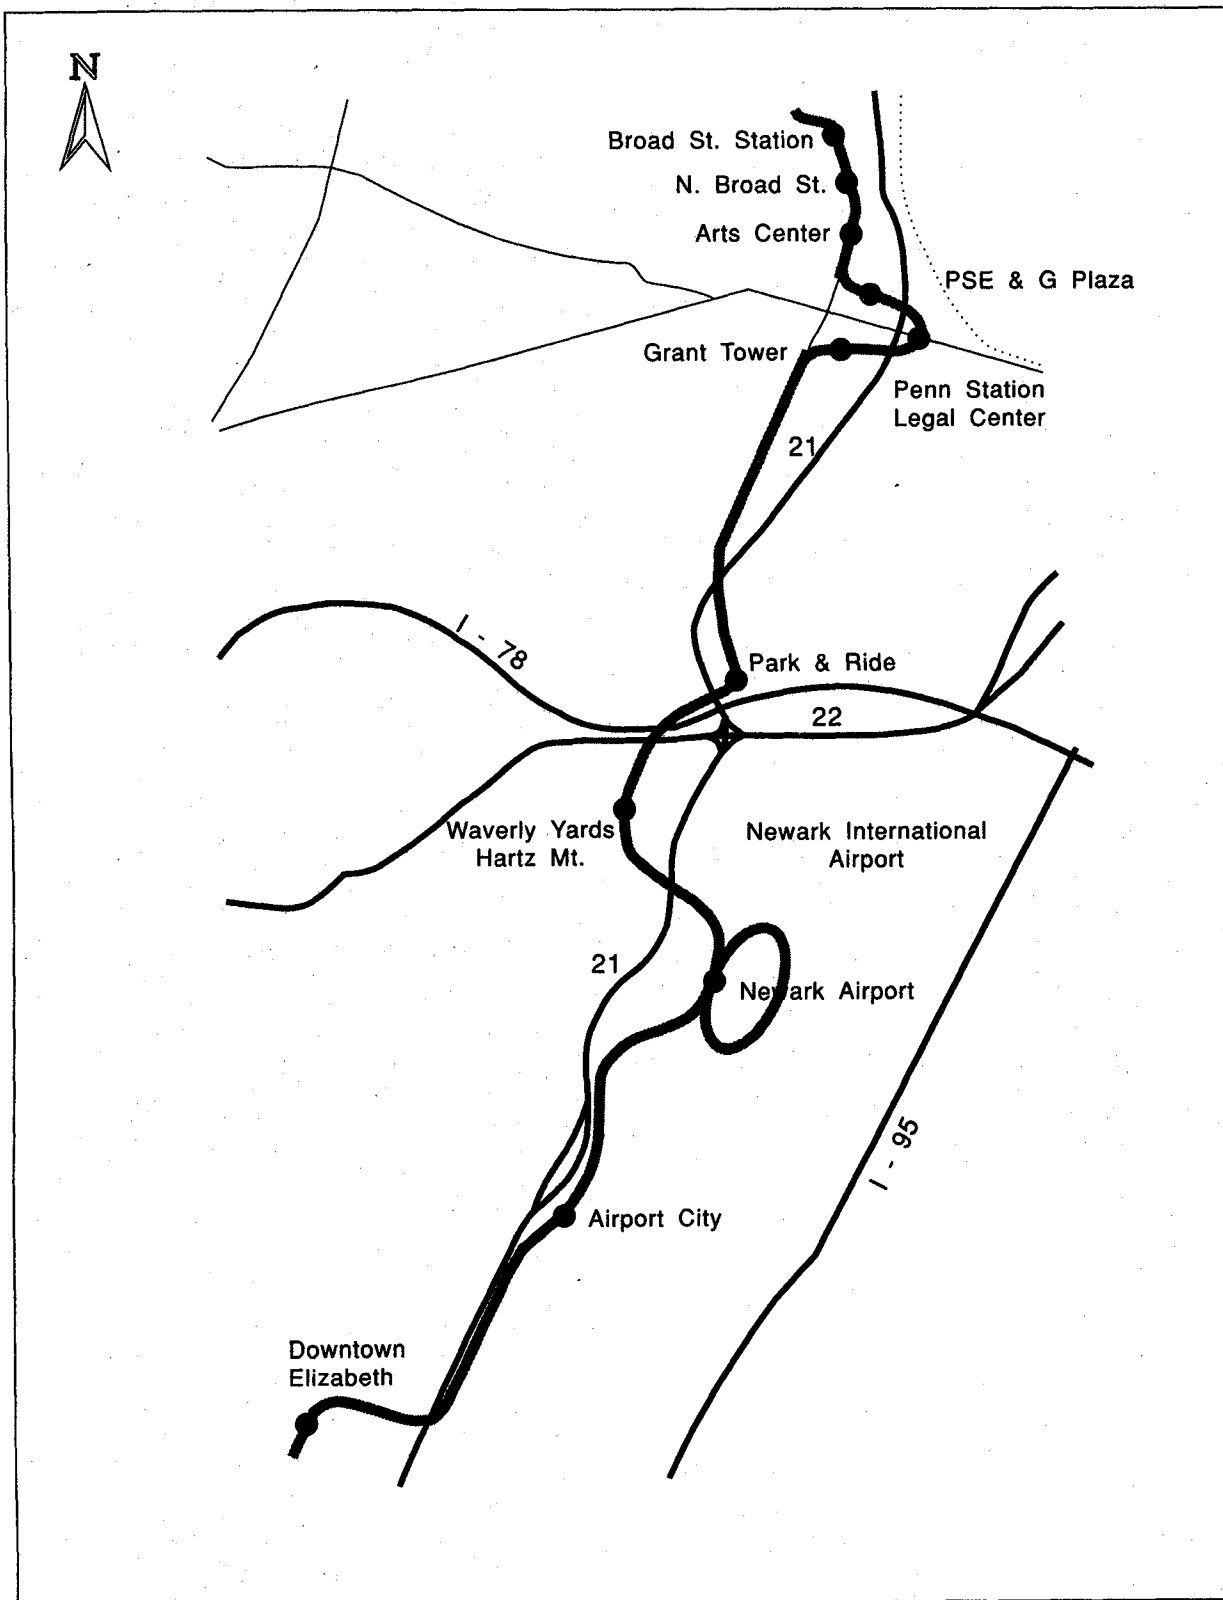 N
Broad St. Station
N. Broad St.
Arts Center
PSE & G Plaza
Grant Tower
Penn Station
Legal Center
21
I - 78
Park & Ride
22
Waverly Yards
Hartz Mt.
Newark International
Airport
21
Newark Airport
I - 95
Airport City
Downtown
Elizabeth